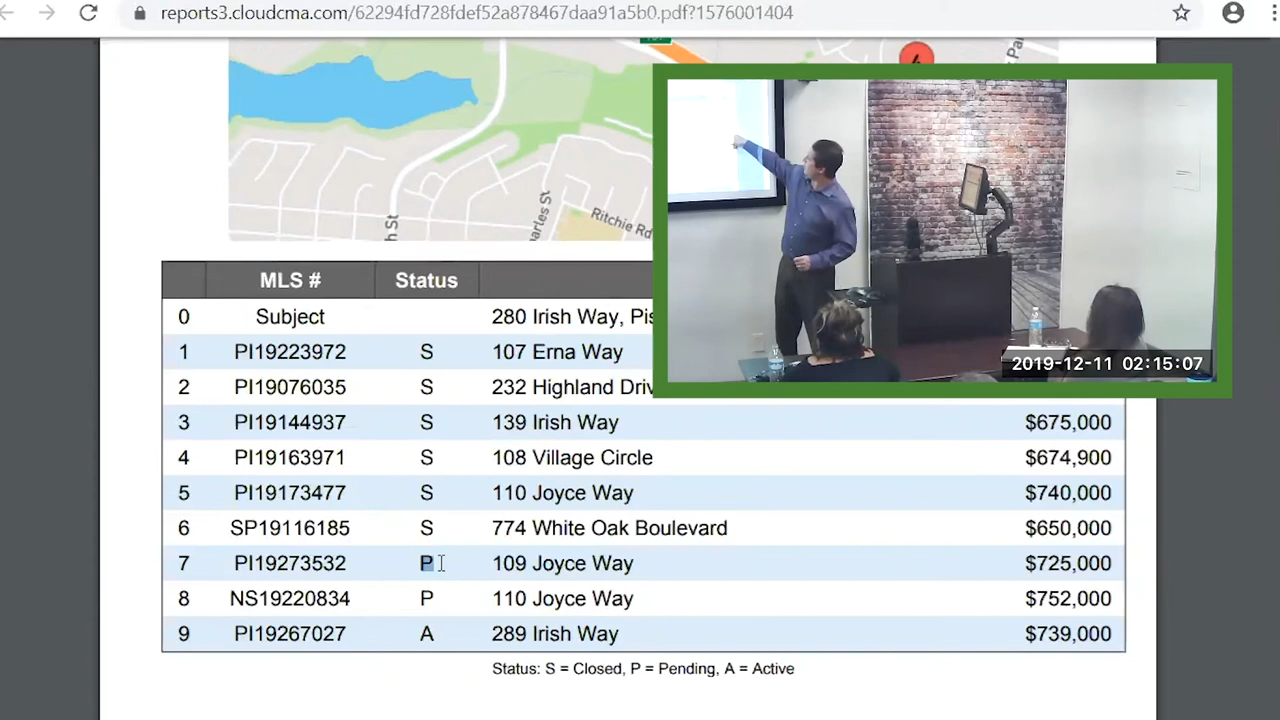 reports3.cloudcma.com/62294fd728fdef52a878467daa91a5b0.pdf?1576001404
Ritchie Rd
MLS # Status
0 Subject 280 Irish Way,
1 PI19223972 S 107 Erna Way
2 PI19076035 S 232 Highland
3 PI19144937 S 139 Irish Way $675,000
4 PI19163971 S 108 Village Circle $674,900
5 PI19173477 S 110 Joyce Way $740,000
6 SP19116185 S 774 White Oak Boulevard $650,000
7 PI19273532 P 109 Joyce Way $725,000
8 NS19220834 P 110 Joyce Way $752,000
9 PI19267027 A 289 Irish Way $739,000
Status: S = Closed, P = Pending, A = Active
2019-12-11 02:15:07